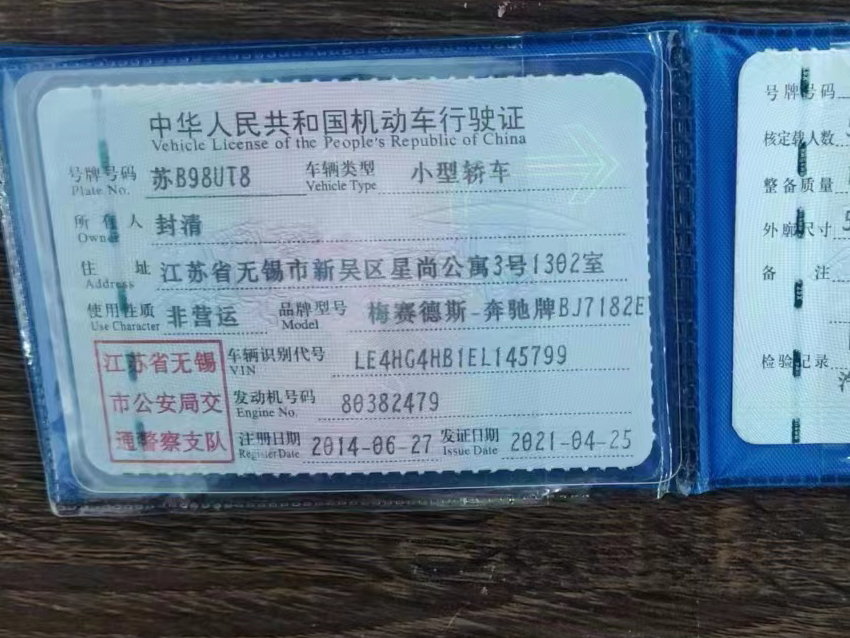 中华人民共和国机动车行驶证
Vehicle License of the People's Republic of China
号牌号码 苏B98UT8 车辆类型 小型轿车
Plate No. Vehicle Type
所有人 封清
Owner
住址 江苏省无锡市新吴区星尚公寓3号1302室
Address
使用性质 非营运 品牌型号 梅赛德斯-奔驰牌BJ7182E
Use Character Model
江苏省无锡
市公安局交
通警察支队
车辆识别代号 LE4HG4HB1EL145799
VIN
发动机号码 80382479
Engine No.
注册日期 2014-06-27 发证日期 2021-04-25
Register Date Issue Date
号牌号码
核定载人数
整备质量
外廓尺寸
备注
检验记录